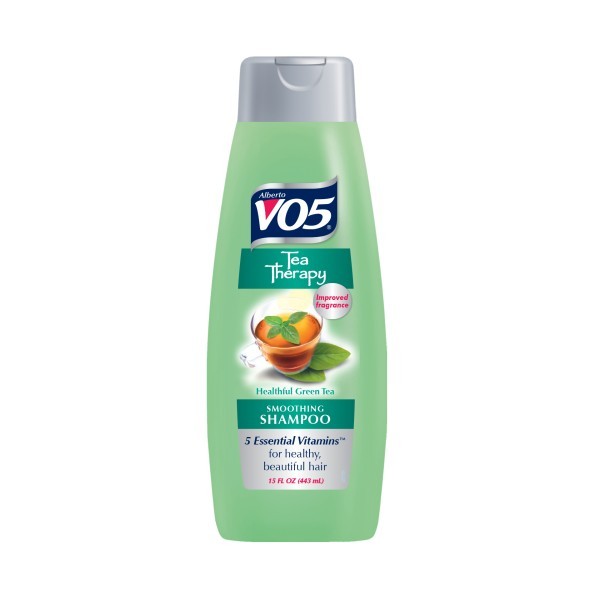 Alberto
VO5®
Tea
Therapy
Improved
fragrance
Healthful Green Tea
SMOOTHING
SHAMPOO
5 Essential Vitamins™
for healthy,
beautiful hair
15 FL OZ (443 mL)